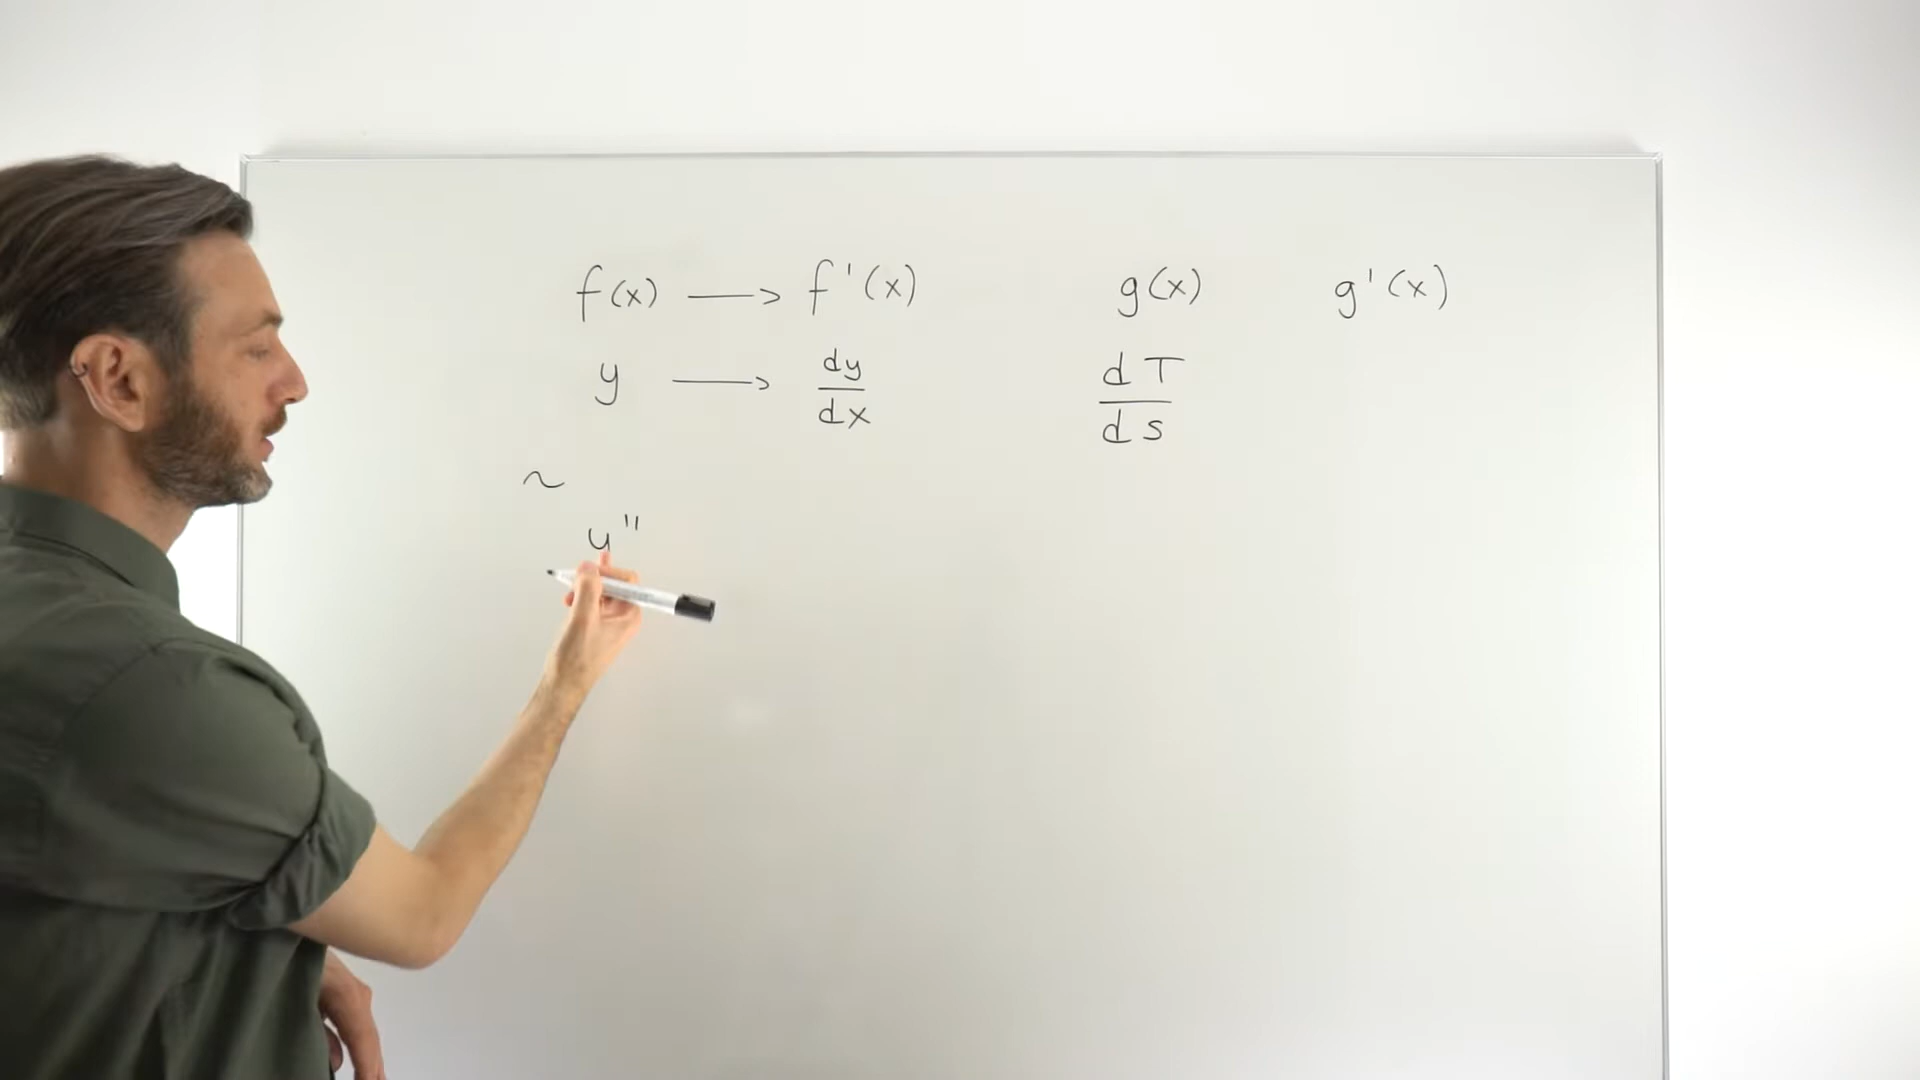 f(x) ⟶ f'(x) g(x) g'(x)
y ⟶ dy/dx dT/ds
~
y"